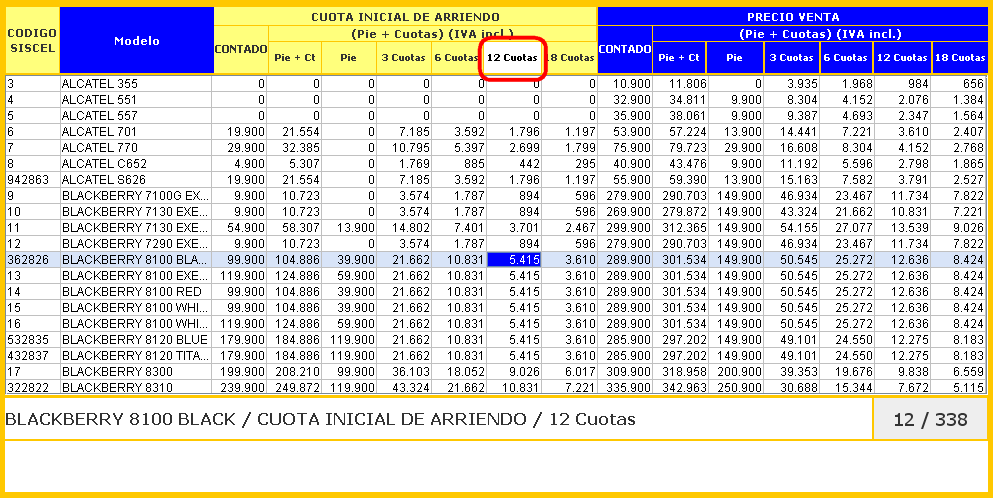 CODIGO SISCEL Modelo CUOTA INICIAL DE ARRIENDO PRECIO VENTA
(Pie + Cuotas) (IVA incl.) (Pie + Cuotas) (IVA incl.)
CONTADO Pie + Ct Pie 3 Cuotas 6 Cuotas 12 Cuotas 18 Cuotas CONTADO Pie + Ct Pie 3 Cuotas 6 Cuotas 12 Cuotas 18 Cuotas
3 ALCATEL 355 0 0 0 0 0 0 0 10.900 11.806 0 3.935 1.968 984 656
4 ALCATEL 551 0 0 0 0 0 0 0 32.900 34.811 9.900 8.304 4.152 2.076 1.384
5 ALCATEL 557 0 0 0 0 0 0 0 35.900 38.061 9.900 9.387 4.693 2.347 1.564
6 ALCATEL 701 19.900 21.554 0 7.185 3.592 1.796 1.197 53.900 57.224 13.900 14.441 7.221 3.610 2.407
7 ALCATEL 770 29.900 32.385 0 10.795 5.397 2.699 1.799 75.900 79.723 29.900 16.608 8.304 4.152 2.768
8 ALCATEL C652 4.900 5.307 0 1.769 885 442 295 40.900 43.476 9.900 11.192 5.596 2.798 1.865
942863 ALCATEL S626 19.900 21.554 0 7.185 3.592 1.796 1.197 55.900 59.390 13.900 15.163 7.582 3.791 2.527
9 BLACKBERRY 7100G EX... 9.900 10.723 0 3.574 1.787 894 596 279.900 290.703 149.900 46.934 23.467 11.734 7.822
10 BLACKBERRY 7130 EXE... 9.900 10.723 0 3.574 1.787 894 596 269.900 279.872 149.900 43.324 21.662 10.831 7.221
11 BLACKBERRY 7130 EXE... 54.900 58.307 13.900 14.802 7.401 3.701 2.467 299.900 312.365 149.900 54.155 27.077 13.539 9.026
12 BLACKBERRY 7290 EXE... 9.900 10.723 0 3.574 1.787 894 596 279.900 290.703 149.900 46.934 23.467 11.734 7.822
362826 BLACKBERRY 8100 BLA... 99.900 104.886 39.900 21.662 10.831 5.415 3.610 289.900 301.534 149.900 50.545 25.272 12.636 8.424
13 BLACKBERRY 8100 EXE... 119.900 124.886 59.900 21.662 10.831 5.415 3.610 289.900 301.534 149.900 50.545 25.272 12.636 8.424
14 BLACKBERRY 8100 RED 99.900 104.886 39.900 21.662 10.831 5.415 3.610 289.900 301.534 149.900 50.545 25.272 12.636 8.424
15 BLACKBERRY 8100 WHI... 99.900 104.886 39.900 21.662 10.831 5.415 3.610 289.900 301.534 149.900 50.545 25.272 12.636 8.424
16 BLACKBERRY 8100 WHI... 119.900 124.886 59.900 21.662 10.831 5.415 3.610 289.900 301.534 149.900 50.545 25.272 12.636 8.424
532835 BLACKBERRY 8120 BLUE 179.900 184.886 119.900 21.662 10.831 5.415 3.610 285.900 297.202 149.900 49.101 24.550 12.275 8.183
432837 BLACKBERRY 8120 TITA... 179.900 184.886 119.900 21.662 10.831 5.415 3.610 285.900 297.202 149.900 49.101 24.550 12.275 8.183
17 BLACKBERRY 8300 199.900 208.210 99.900 36.103 18.052 9.026 6.017 309.900 318.958 200.900 39.353 19.676 9.838 6.559
322822 BLACKBERRY 8310 239.900 249.872 119.900 43.324 21.662 10.831 7.221 335.900 342.963 250.900 30.688 15.344 7.672 5.115
BLACKBERRY 8100 BLACK / CUOTA INICIAL DE ARRIENDO / 12 Cuotas 12 / 338